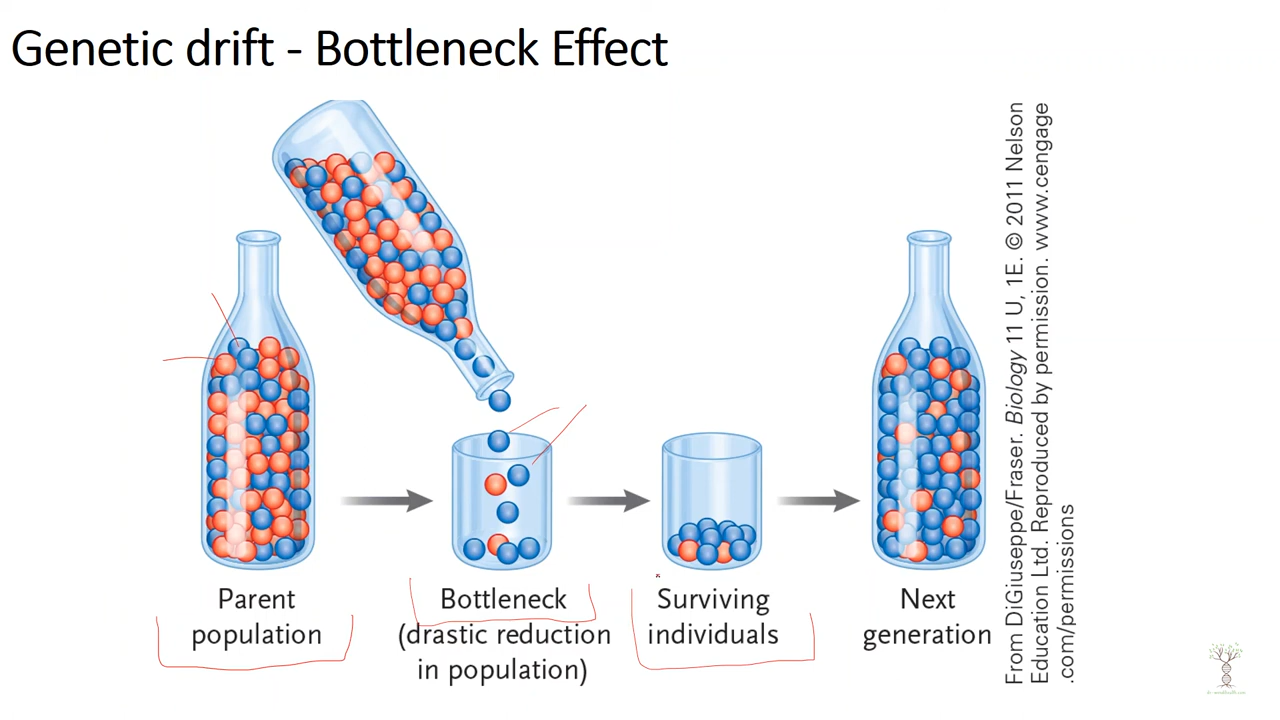 Genetic drift - Bottleneck Effect
Parent
population
Bottleneck
(drastic reduction
in population)
Surviving
individuals
Next
generation
From DiGiuseppe/Fraser. Biology 11 U, 1E. © 2011 Nelson
Education Ltd. Reproduced by permission. www.cengage
.com/permissions